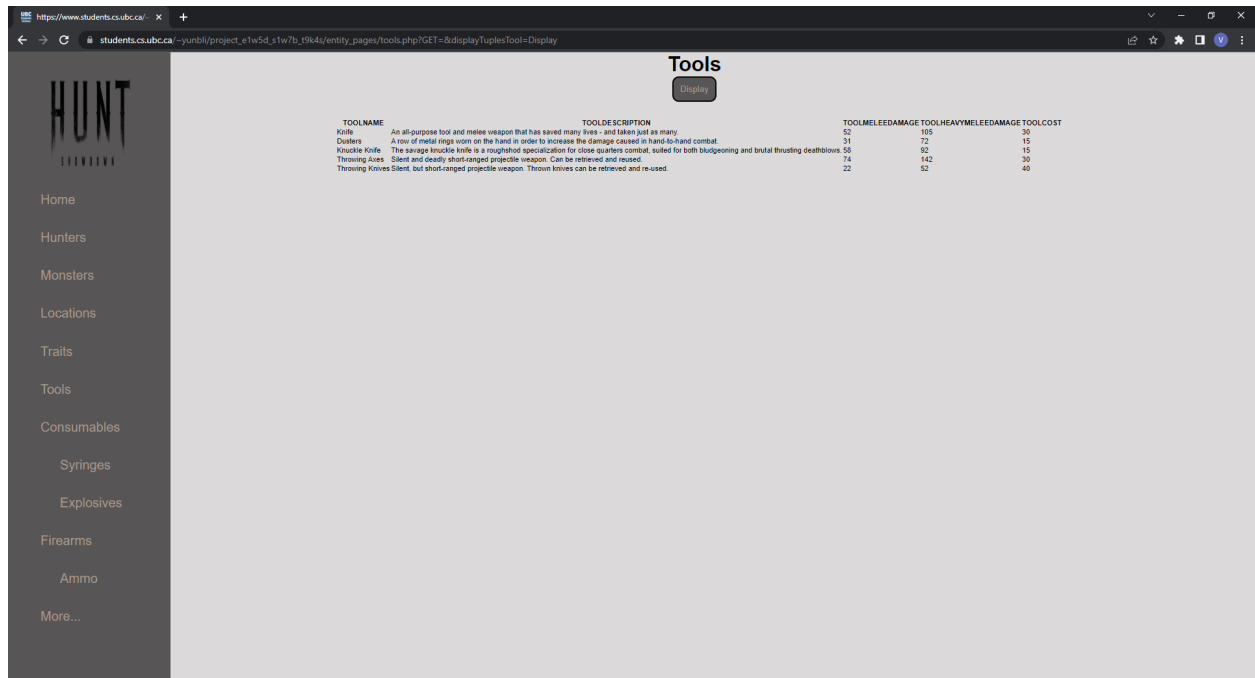 https://www.students.cs.ubc.ca/~
students.cs.ubc.ca/~yunbli/project_e1w5d_s1w7b_t9k4s/entity_pages/tools.php?GET=&displayTuplesTool=Display
V
HUNT
SHOWDOWN
Home
Hunters
Monsters
Locations
Traits
Tools
Consumables
Syringes
Explosives
Firearms
Ammo
More...
Tools
Display
TOOLNAME TOOLDESCRIPTION TOOLMELEEDAMAGE TOOLHEAVYMELEEDAMAGE TOOLCOST
Knife An all-purpose tool and melee weapon that has saved many lives - and taken just as many. 52 105 30
Dusters A row of metal rings worn on the hand in order to increase the damage caused in hand-to-hand combat. 31 72 15
Knuckle Knife The savage knuckle knife is a roughshod specialization for close quarters combat, suited for both bludgeoning and brutal thrusting deathblows. 58 92 15
Throwing Axes Silent and deadly short-ranged projectile weapon. Can be retrieved and reused. 74 142 30
Throwing Knives Silent, but short-ranged projectile weapon. Thrown knives can be retrieved and re-used. 22 52 40